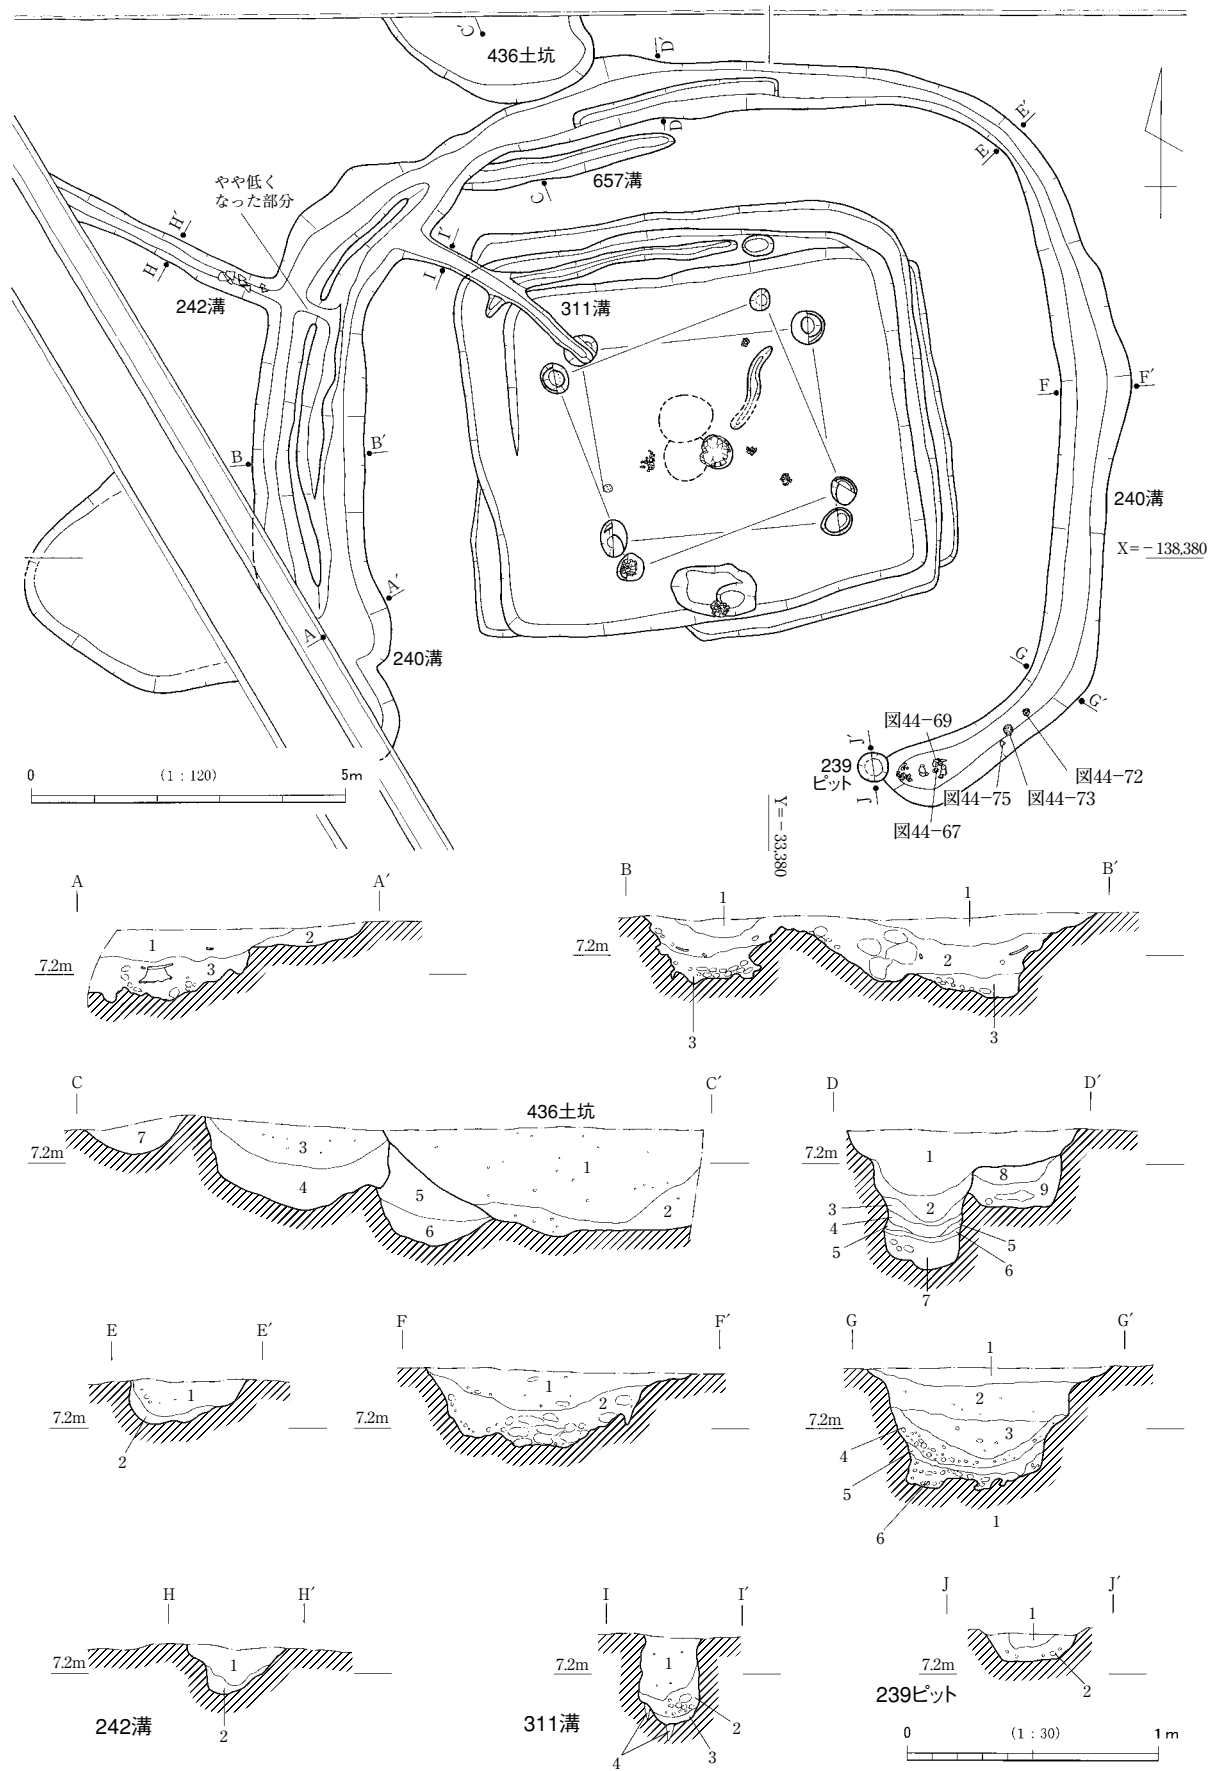 C′
436土坑
D′
E′
D
E
657溝
C
やや低く
なった部分
H′
H
I′
I
242溝
311溝
F
F′
B
B′
240溝
X=−138,380
A′
A
240溝
G
G′
図44−69
J′
239
ピット
J
図44−72
図44−75
図44−73
図44−67
Y=−33,380
0
(1：120)
5m
A
A′
1
2
3
7.2m
B
B′
1
1
2
7.2m
3
3
C
C′
436土坑
7
3
1
7.2m
4
5
2
6
D
D′
7.2m
1
8
9
2
3
4
5
5
6
7
E
E′
1
7.2m
2
F
F′
1
2
7.2m
G
G′
1
2
7.2m
3
4
5
6
1
H
H′
1
7.2m
2
242溝
I
I′
1
7.2m
2
3
4
311溝
J
J′
1
7.2m
2
239ピット
0
(1：30)
1m